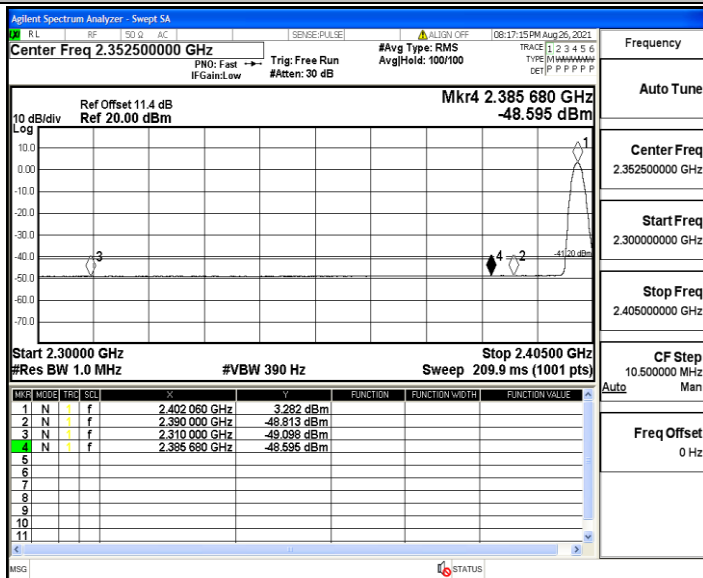 Agilent Spectrum Analyzer - Swept SA
RL RF 50 Ω AC SENSE:PULSE ALIGN OFF 08:17:15 PM Aug 26, 2021
Center Freq 2.352500000 GHz
PNO: Fast
IFGain:Low
Trig: Free Run
#Atten: 30 dB
#Avg Type: RMS
Avg|Hold: 100/100
TRACE 1 2 3 4 5 6
TYPE M WWWWW
DET P P P P P P
Mkr4 2.385 680 GHz
-48.595 dBm
Ref Offset 11.4 dB
10 dB/div Ref 20.00 dBm
Log
10.0
0.00
-10.0
-20.0
-30.0
-40.0
-50.0
-60.0
-70.0
1
3
4
2
-41.20 dBm
Start 2.30000 GHz Stop 2.40500 GHz
#Res BW 1.0 MHz #VBW 390 Hz Sweep 209.9 ms (1001 pts)
MKR MODE TRC SCL X Y FUNCTION FUNCTION WIDTH FUNCTION VALUE
1 N 1 f 2.402 060 GHz 3.282 dBm
2 N 1 f 2.390 000 GHz -48.813 dBm
3 N 1 f 2.310 000 GHz -49.098 dBm
4 N 1 f 2.385 680 GHz -48.595 dBm
5
6
7
8
9
10
11
MSG STATUS
Frequency
Auto Tune
Center Freq
2.352500000 GHz
Start Freq
2.300000000 GHz
Stop Freq
2.405000000 GHz
CF Step
10.500000 MHz
Auto Man
Freq Offset
0 Hz